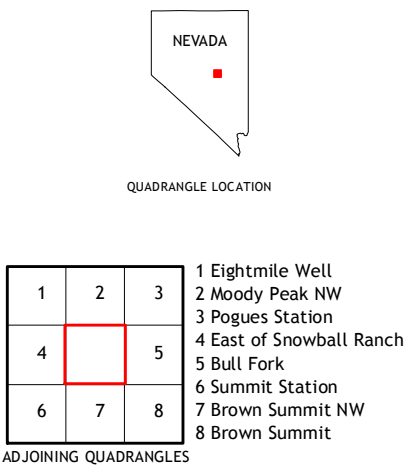 NEVADA
QUADRANGLE LOCATION
1 2 3
4 5
6 7 8
ADJOINING QUADRANGLES
1 Eightmile Well
2 Moody Peak NW
3 Pogues Station
4 East of Snowball Ranch
5 Bull Fork
6 Summit Station
7 Brown Summit NW
8 Brown Summit